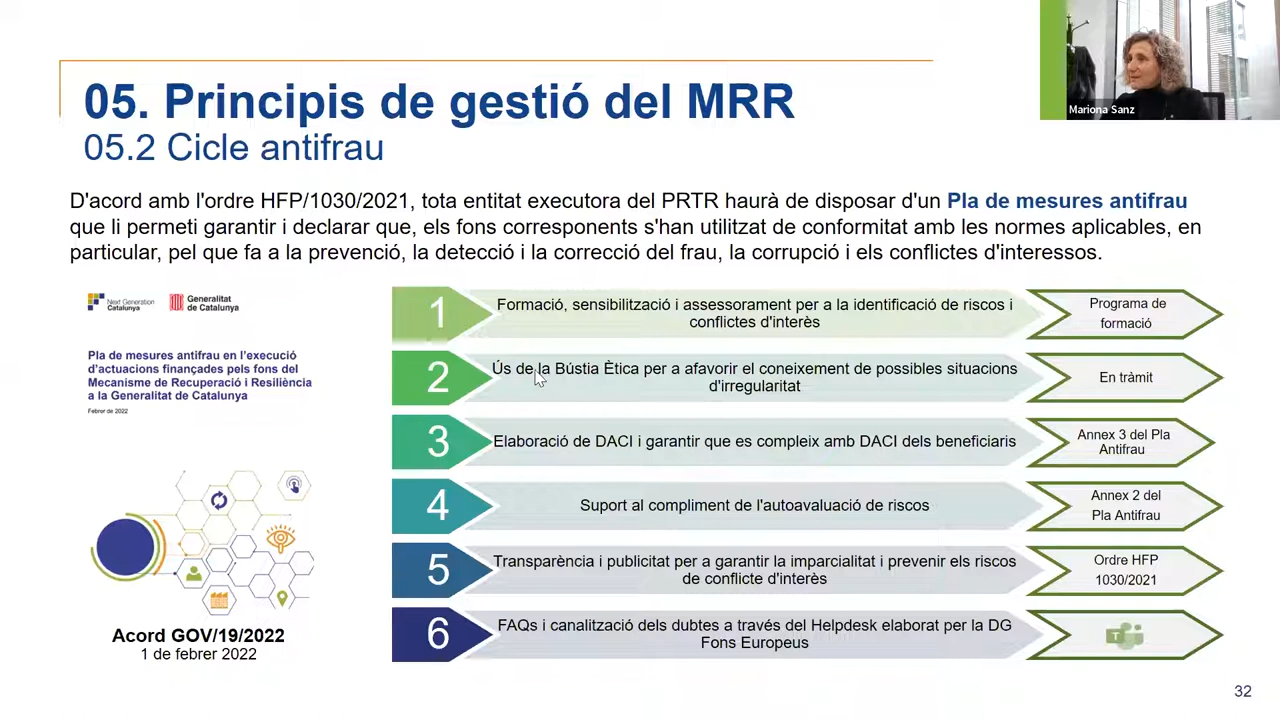 Mariona Sanz
05. Principis de gestió del MRR
05.2 Cicle antifrau
D'acord amb l'ordre HFP/1030/2021, tota entitat executora del PRTR haurà de disposar d'un Pla de mesures antifrau
que li permeti garantir i declarar que, els fons corresponents s'han utilitzat de conformitat amb les normes aplicables, en
particular, pel que fa a la prevenció, la detecció i la correcció del frau, la corrupció i els conflictes d'interessos.
Next Generation
Catalunya
Generalitat
de Catalunya
Pla de mesures antifrau en l'execució
d'actuacions finançades pels fons del
Mecanisme de Recuperació i Resiliència
a la Generalitat de Catalunya
Febrer de 2022
Acord GOV/19/2022
1 de febrer 2022
1
Formació, sensibilització i assessorament per a la identificació de riscos i
conflictes d'interès
Programa de
formació
2
Ús de la Bústia Ètica per a afavorir el coneixement de possibles situacions
d'irregularitat
En tràmit
3
Elaboració de DACI i garantir que es compleix amb DACI dels beneficiaris
Annex 3 del Pla
Antifrau
4
Suport al compliment de l'autoavaluació de riscos
Annex 2 del
Pla Antifrau
5
Transparència i publicitat per a garantir la imparcialitat i prevenir els riscos
de conflicte d'interès
Ordre HFP
1030/2021
6
FAQs i canalització dels dubtes a través del Helpdesk elaborat per la DG
Fons Europeus
T
32